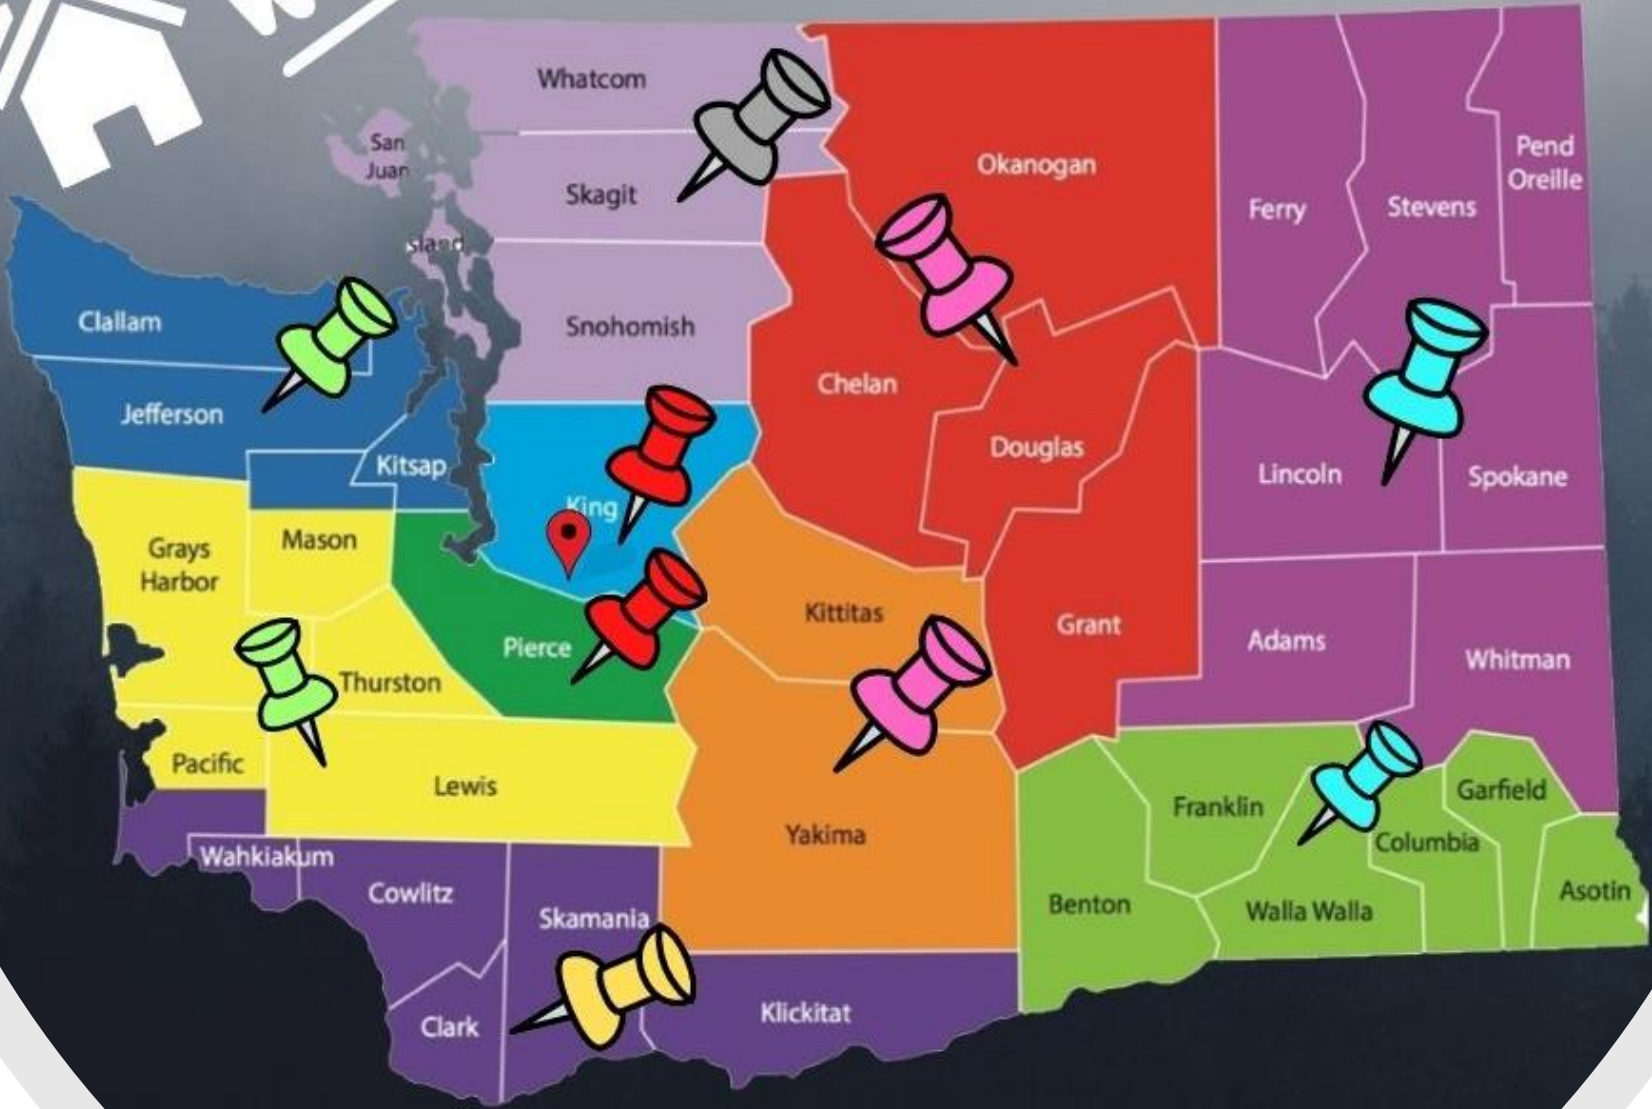 Whatcom
San
Juan
Skagit
sland
Okanogan
Ferry
Stevens
Pend
Oreille
Clallam
Snohomish
Jefferson
Chelan
Kitsap
Douglas
Lincoln
Spokane
King
Mason
Grays
Harbor
Kittitas
Grant
Adams
Whitman
Pierce
Thurston
Pacific
Lewis
Yakima
Franklin
Garfield
Columbia
Wahkiakum
Cowlitz
Skamania
Benton
Walla Walla
Asotin
Clark
Klickitat